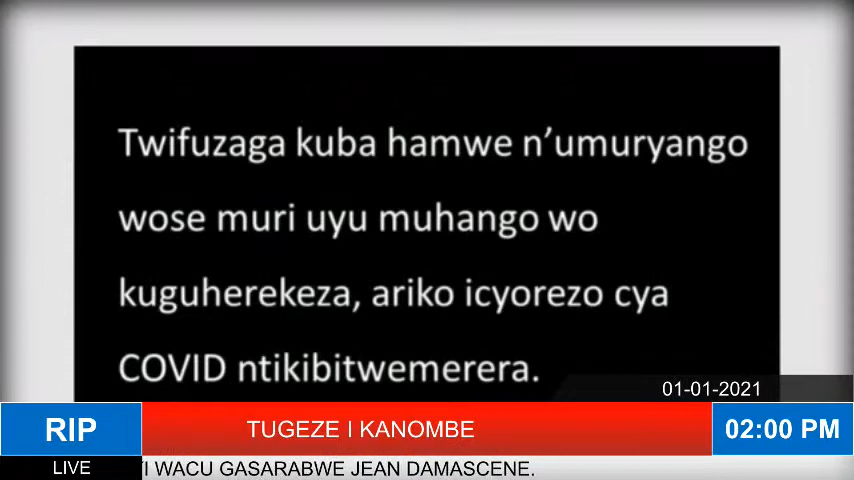 Twifuzaga kuba hamwe n’umuryango
wose muri uyu muhango wo
kuguherekeza, ariko icyorezo cya
COVID ntikibitwemerera.
01-01-2021
RIP
TUGEZE I KANOMBE
02:00 PM
LIVE
WACU GASARABWE JEAN DAMASCENE.